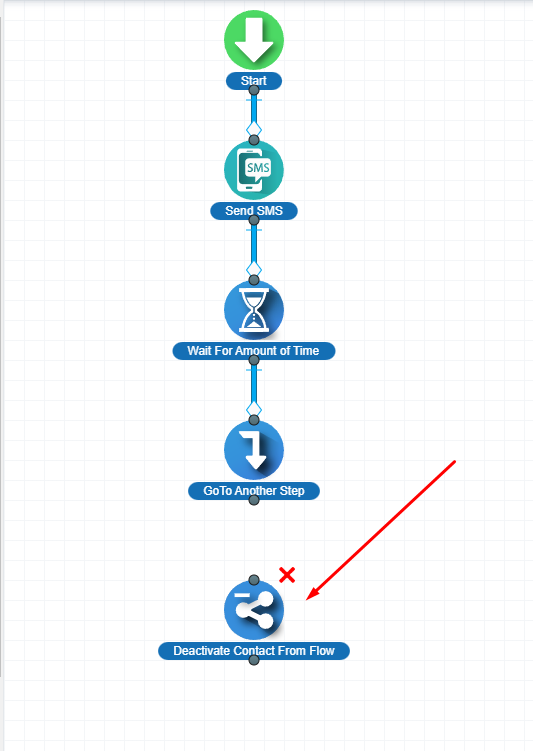 Start
SMS
Send SMS
Wait For Amount of Time
GoTo Another Step
Deactivate Contact From Flow